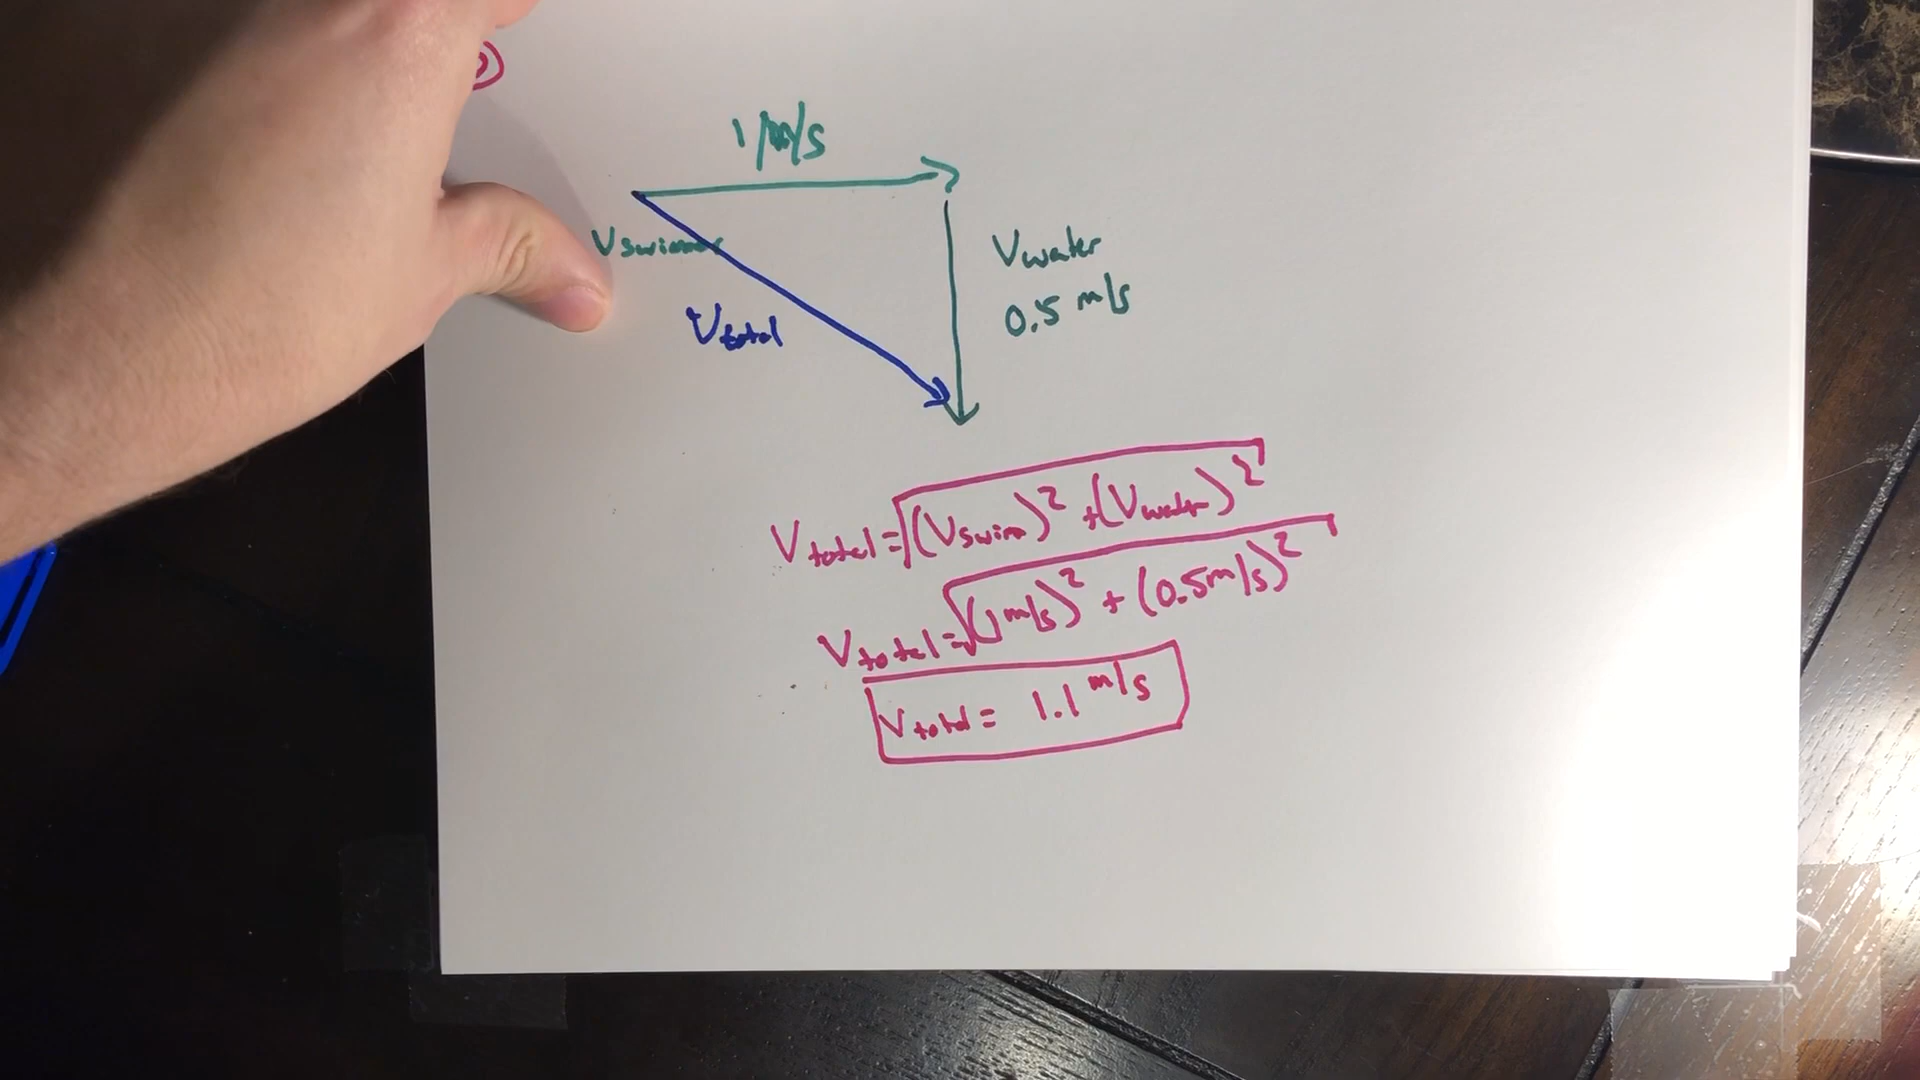 1 m/s
Vswimmer
Vwater
0.5 m/s
Vtotal
Vtotal = √(Vswim)² + (Vwater)²
Vtotal = √(1 m/s)² + (0.5 m/s)²
Vtotal = 1.1 m/s